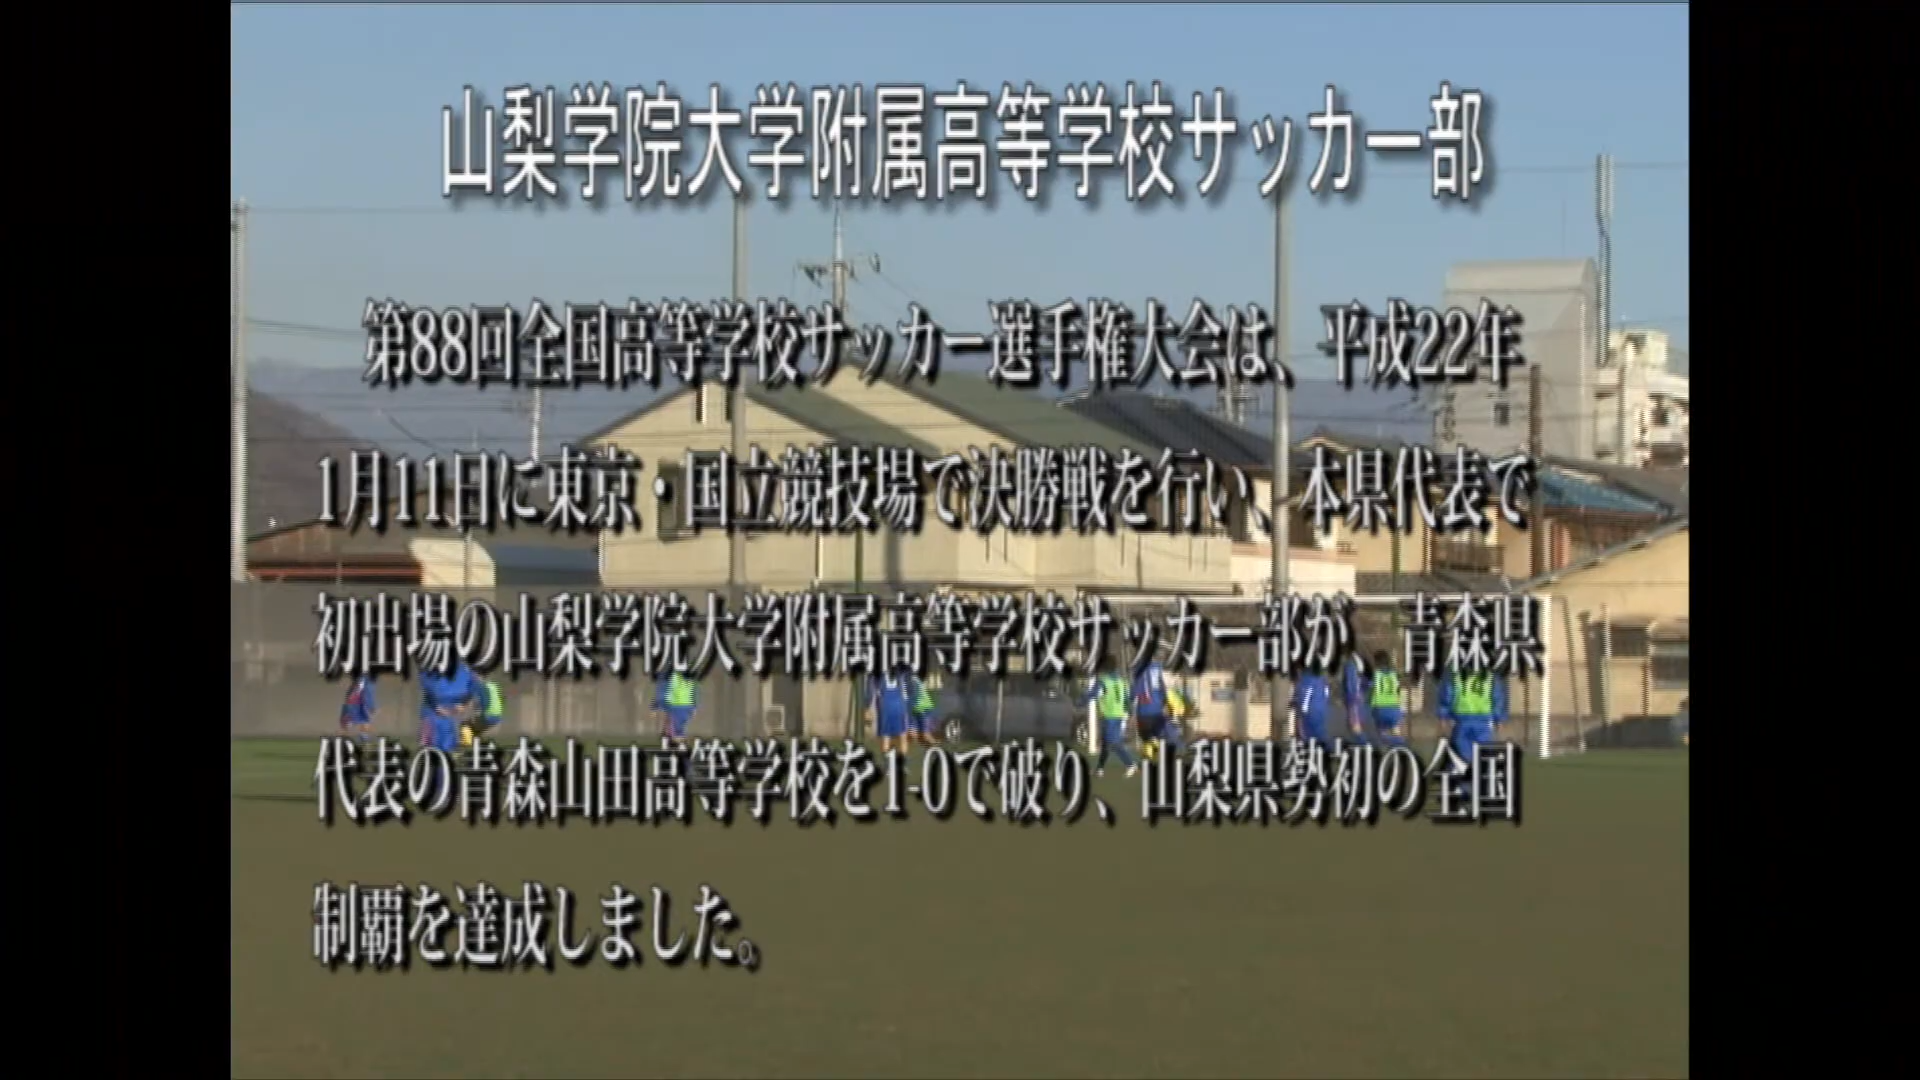 山梨学院大学附属高等学校サッカー部
第88回全国高等学校サッカー選手権大会は、平成22年
1月11日に東京・国立競技場で決勝戦を行い、本県代表で
初出場の山梨学院大学附属高等学校サッカー部が、青森県
代表の青森山田高等学校を1-0で破り、山梨県勢初の全国
制覇を達成しました。